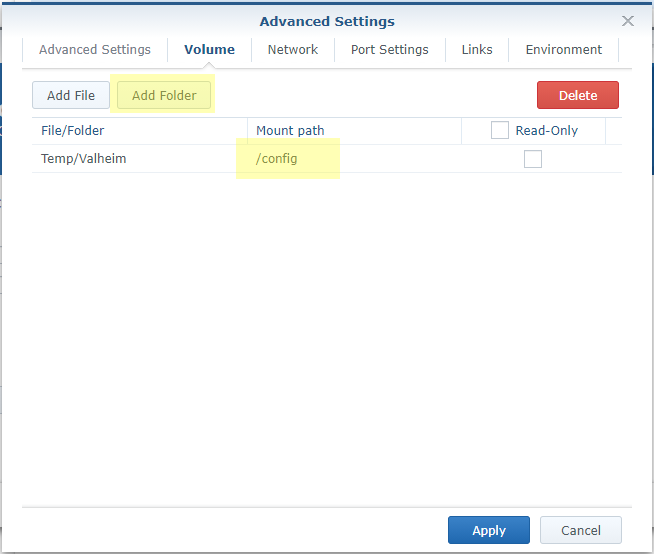 Advanced Settings
Advanced Settings Volume Network Port Settings Links Environment
Add File Add Folder Delete
File/Folder Mount path Read-Only
Temp/Valheim /config
Apply Cancel